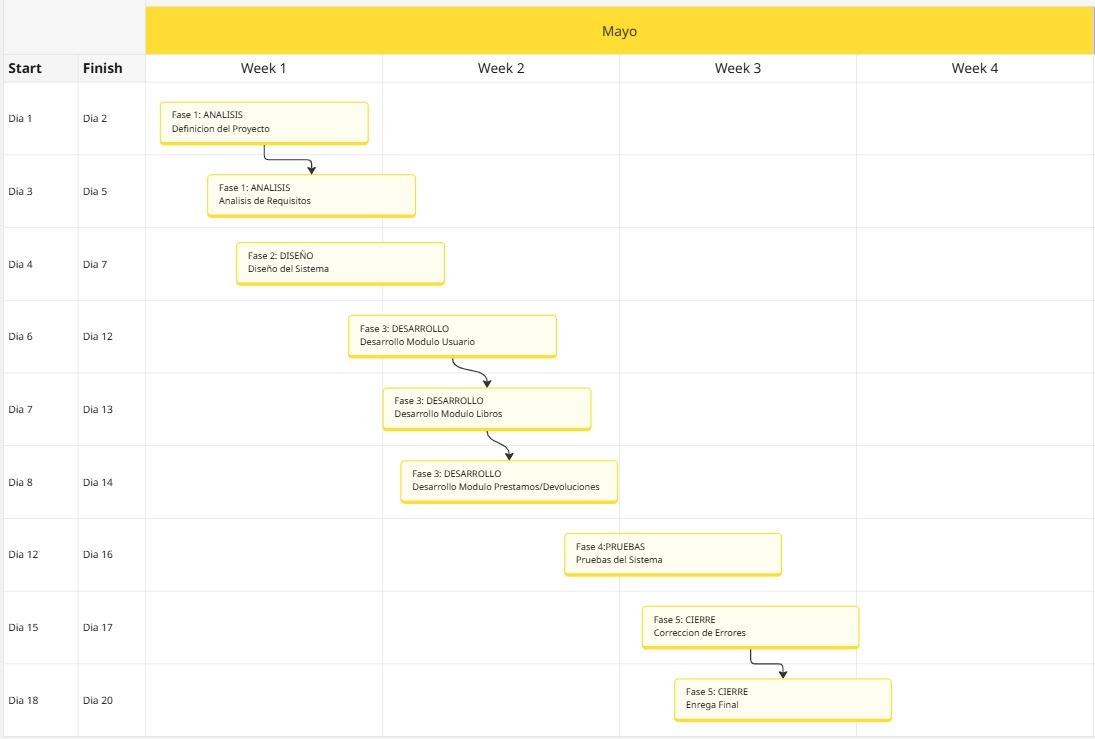 Mayo
Start Finish Week 1 Week 2 Week 3 Week 4
Dia 1 Dia 2
Fase 1: ANALISIS
Definicion del Proyecto
Dia 3 Dia 5
Fase 1: ANALISIS
Analisis de Requisitos
Dia 4 Dia 7
Fase 2: DISEÑO
Diseño del Sistema
Dia 6 Dia 12
Fase 3: DESARROLLO
Desarrollo Modulo Usuario
Dia 7 Dia 13
Fase 3: DESARROLLO
Desarrollo Modulo Libros
Dia 8 Dia 14
Fase 3: DESARROLLO
Desarrollo Modulo Prestamos/Devoluciones
Dia 12 Dia 16
Fase 4:PRUEBAS
Pruebas del Sistema
Dia 15 Dia 17
Fase 5: CIERRE
Correccion de Errores
Dia 18 Dia 20
Fase 5: CIERRE
Enrega Final